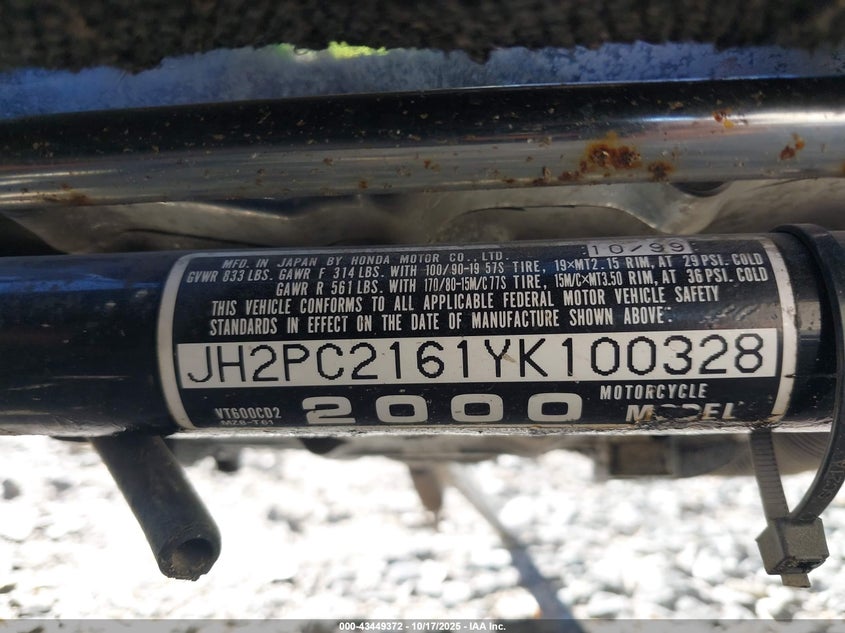 MFD. IN JAPAN BY HONDA MOTOR CO., LTD. 10/99
GVWR 833 LBS. GAWR F 314 LBS. WITH 100/90-19 57S TIRE, 19×MT2.15 RIM, AT 29 PSI. COLD
GAWR R 561 LBS. WITH 170/80-15M/C 77S TIRE, 15M/C×MT3.50 RIM, AT 36 PSI. COLD
THIS VEHICLE CONFORMS TO ALL APPLICABLE FEDERAL MOTOR VEHICLE SAFETY
STANDARDS IN EFFECT ON THE DATE OF MANUFACTURE SHOWN ABOVE.
JH2PC2161YK100328
VT600CD2 2000 MOTORCYCLE
MZ8-T61 MODEL
000-43449372 - 10/17/2025 - IAA Inc.